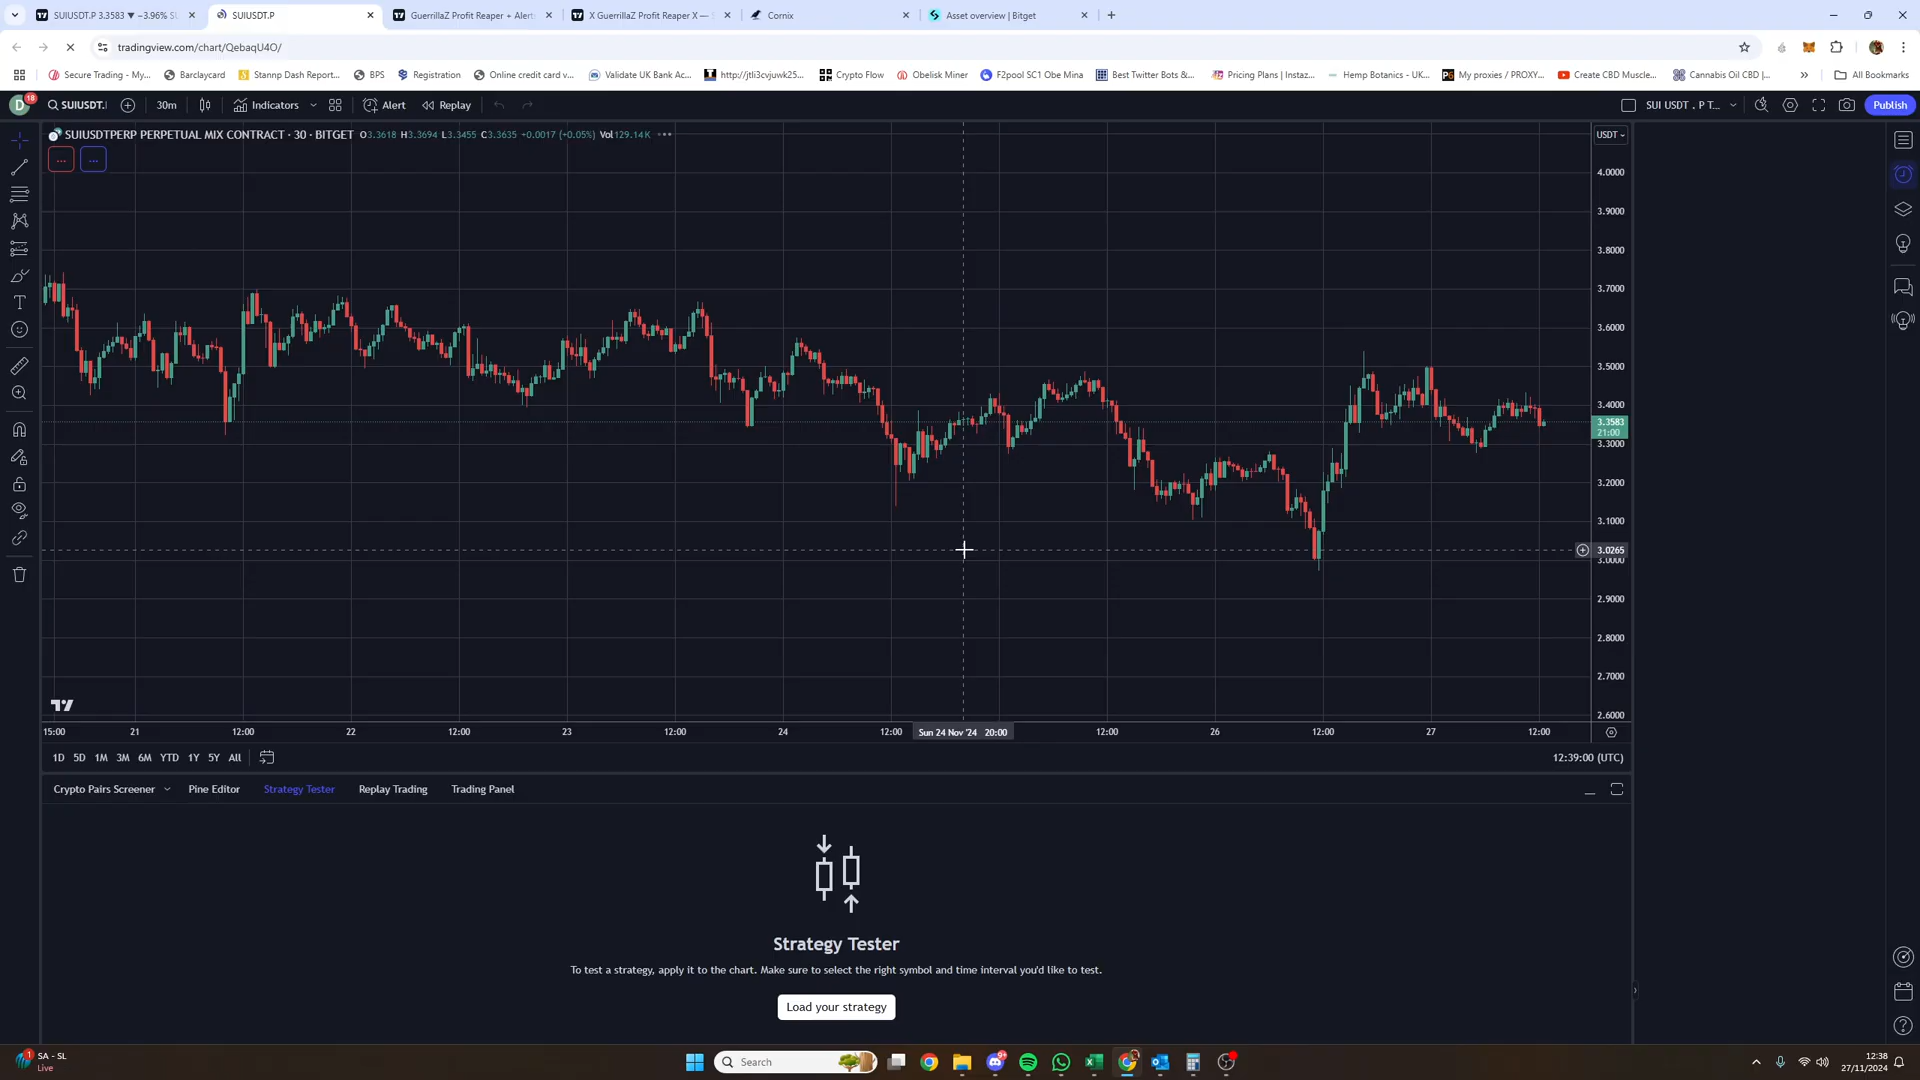 SUIUSDT.P 3.3583 ▼ −3.96% SU
SUIUSDT.P
GuerrillaZ Profit Reaper + Alert
X GuerrillaZ Profit Reaper X —
Cornix
Asset overview | Bitget
tradingview.com/chart/QebaqU4O/
Secure Trading - My...
Barclaycard
Stannp Dash Report...
BPS
Registration
Online credit card v...
Validate UK Bank Ac...
http://jtli3cvjuwk25...
Crypto Flow
Obelisk Miner
F2pool SC1 Obe Mina
Best Twitter Bots &...
Pricing Plans | Instaz...
Hemp Botanics - UK...
My proxies / PROXY...
Create CBD Muscle...
Cannabis Oil CBD |...
All Bookmarks
D
18
SUIUSDT.
30m
Indicators
Alert
Replay
SUI USDT . P T...
Publish
SUIUSDTPERP PERPETUAL MIX CONTRACT · 30 · BITGET O3.3618 H3.3694 L3.3455 C3.3635 +0.0017 (+0.05%) Vol129.14 K
USDT
4.0000
3.9000
3.8000
3.7000
3.6000
3.5000
3.4000
3.3583
21:00
3.3000
3.2000
3.1000
3.0265
3.0000
2.9000
2.8000
2.7000
2.6000
15:00 21 12:00 22 12:00 23 12:00 24 12:00 Sun 24 Nov '24 20:00 12:00 26 12:00 27 12:00
1D 5D 1M 3M 6M YTD 1Y 5Y All
12:39:00 (UTC)
Crypto Pairs Screener
Pine Editor
Strategy Tester
Replay Trading
Trading Panel
Strategy Tester
To test a strategy, apply it to the chart. Make sure to select the right symbol and time interval you'd like to test.
Load your strategy
1
SA - SL
Live
Search
9+
12:38
27/11/2024